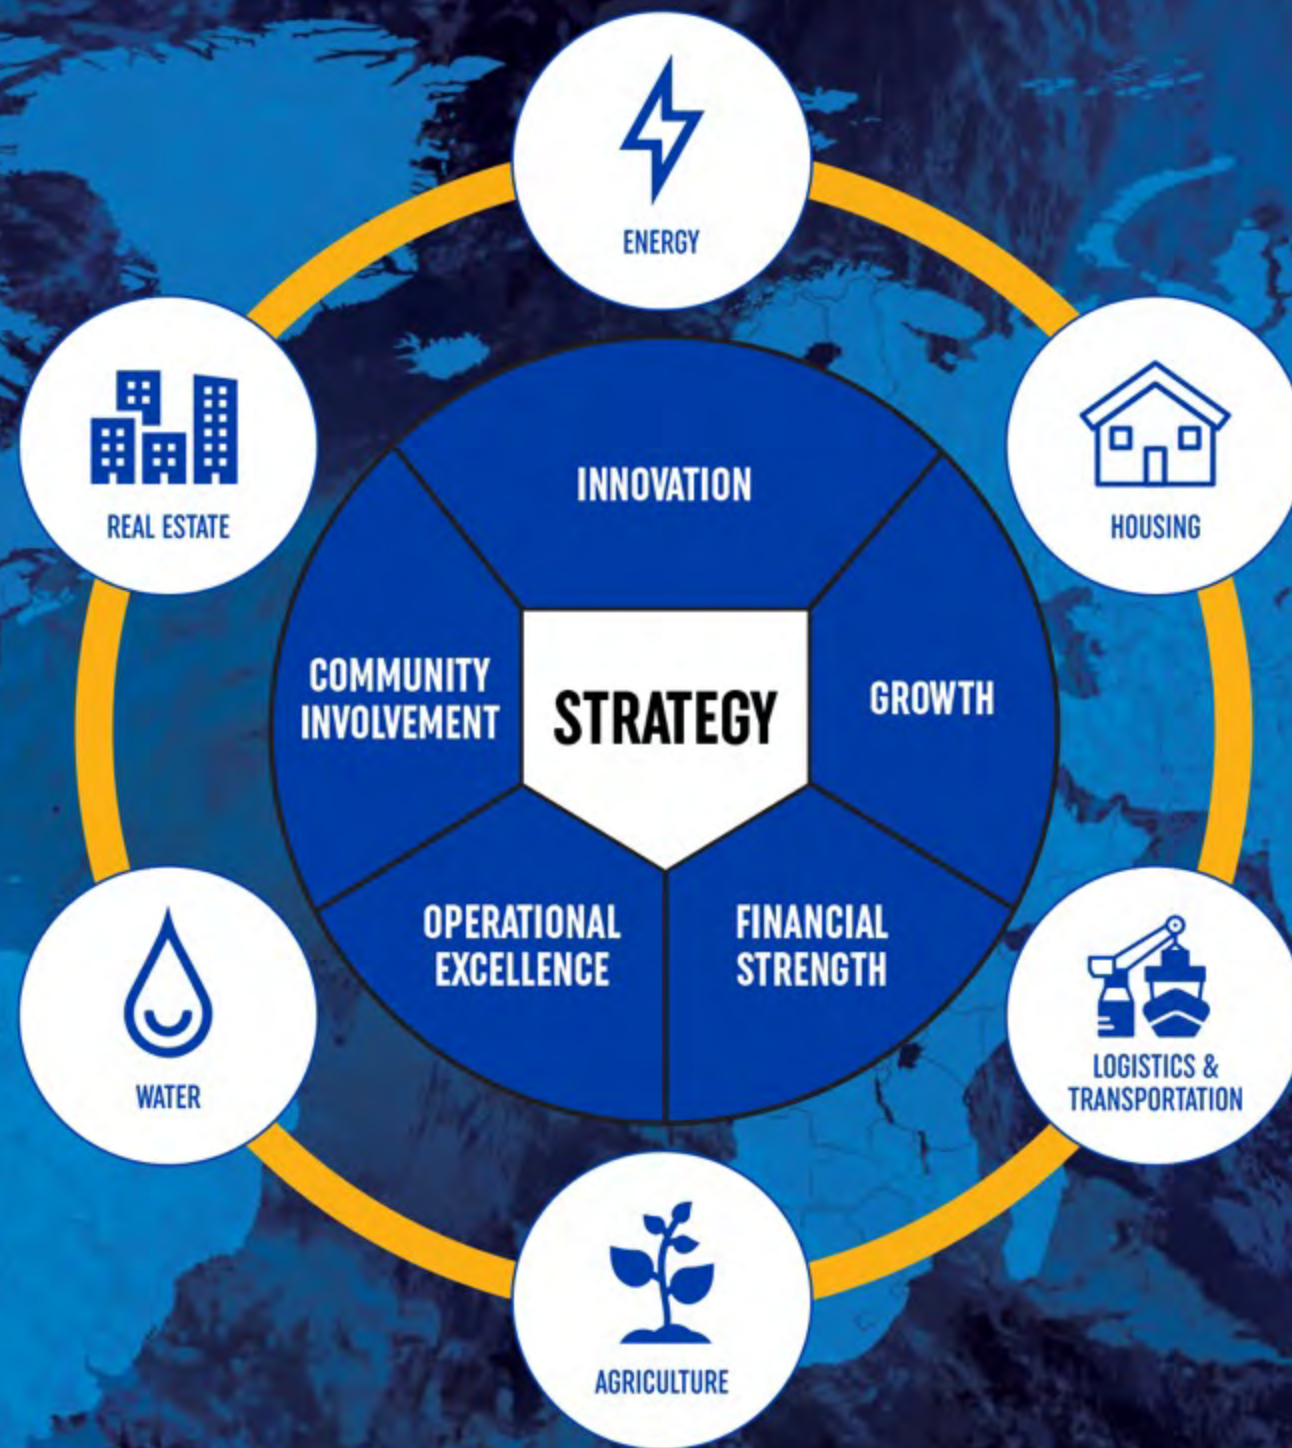 ENERGY
REAL ESTATE
HOUSING
INNOVATION
COMMUNITY
INVOLVEMENT
STRATEGY
GROWTH
OPERATIONAL
EXCELLENCE
FINANCIAL
STRENGTH
WATER
LOGISTICS &
TRANSPORTATION
AGRICULTURE